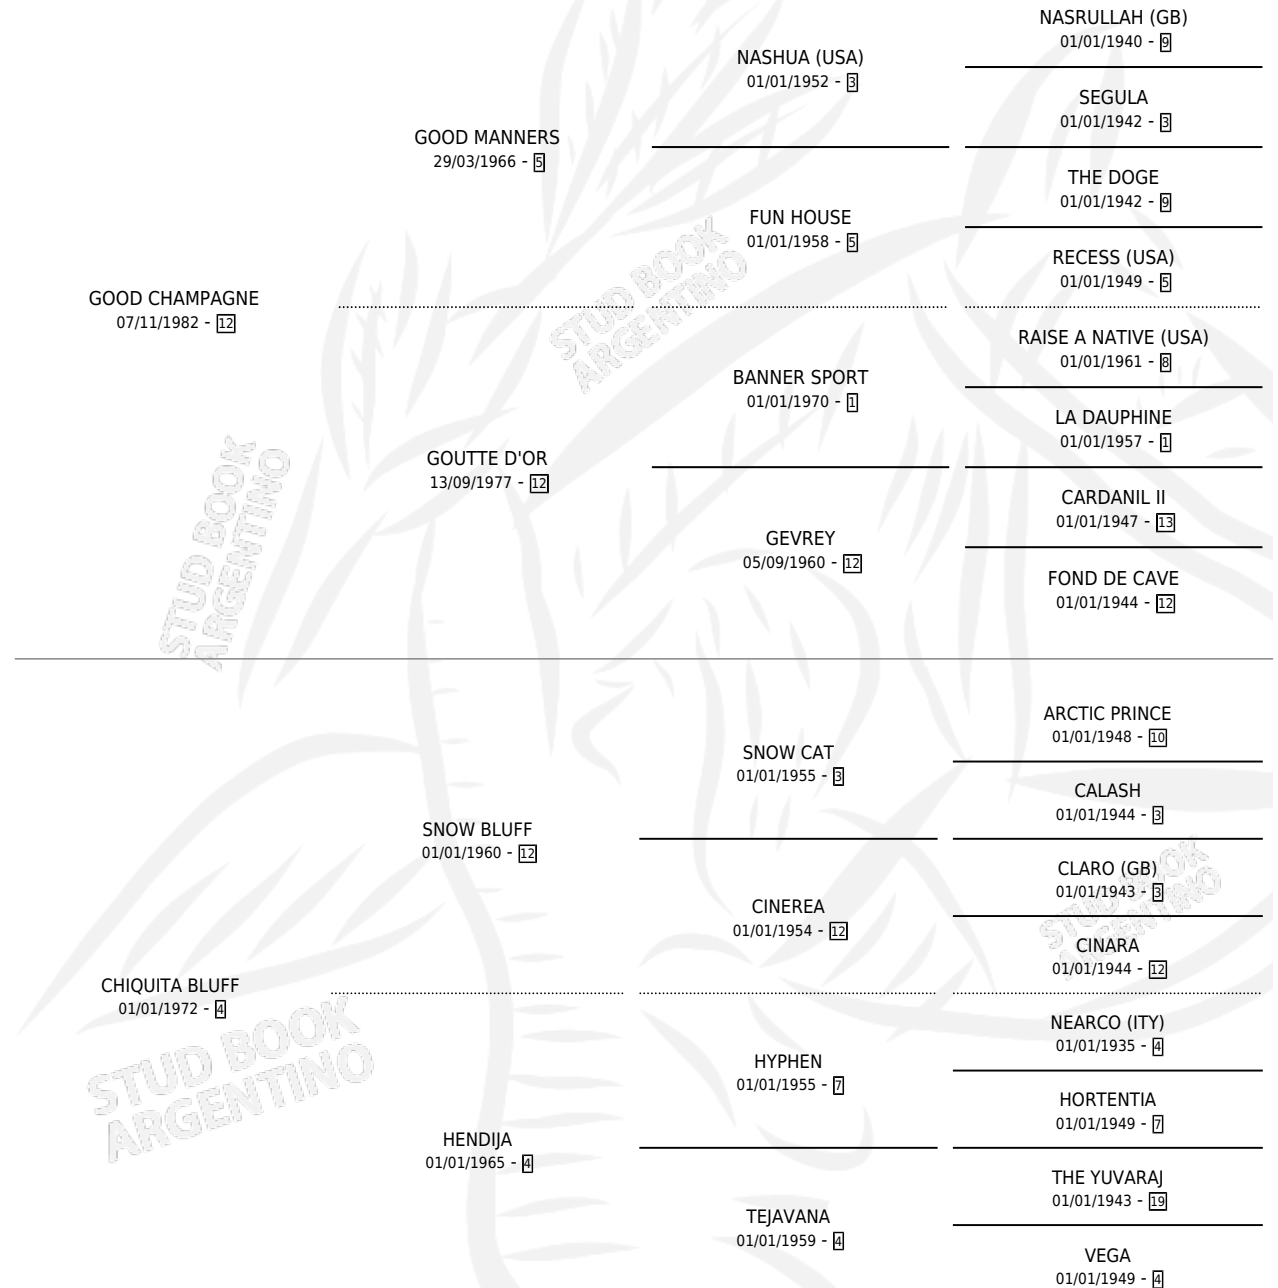 NASRULLAH (GB)
01/01/1940 - 9
NASHUA (USA)
01/01/1952 - 3
SEGULA
01/01/1942 - 3
GOOD MANNERS
29/03/1966 - 5
THE DOGE
01/01/1942 - 9
FUN HOUSE
01/01/1958 - 5
RECESS (USA)
01/01/1949 - 5
GOOD CHAMPAGNE
07/11/1982 - 12
RAISE A NATIVE (USA)
01/01/1961 - 8
BANNER SPORT
01/01/1970 - 1
LA DAUPHINE
01/01/1957 - 1
GOUTTE D'OR
13/09/1977 - 12
CARDANIL II
01/01/1947 - 13
GEVREY
05/09/1960 - 12
FOND DE CAVE
01/01/1944 - 12
ARCTIC PRINCE
01/01/1948 - 10
SNOW CAT
01/01/1955 - 3
CALASH
01/01/1944 - 3
SNOW BLUFF
01/01/1960 - 12
CLARO (GB)
01/01/1943 - 3
CINEREA
01/01/1954 - 12
CINARA
01/01/1944 - 12
CHIQUITA BLUFF
01/01/1972 - 4
NEARCO (ITY)
01/01/1935 - 4
HYPHEN
01/01/1955 - 7
HORTENTIA
01/01/1949 - 7
HENDIJA
01/01/1965 - 4
THE YUVARAJ
01/01/1943 - 19
TEJAVANA
01/01/1959 - 4
VEGA
01/01/1949 - 4
STUD BOOK
ARGENTINO
STUD BOOK
ARGENTINO
STUD BOOK
ARGENTINO
STUD BOOK
ARGENTINO